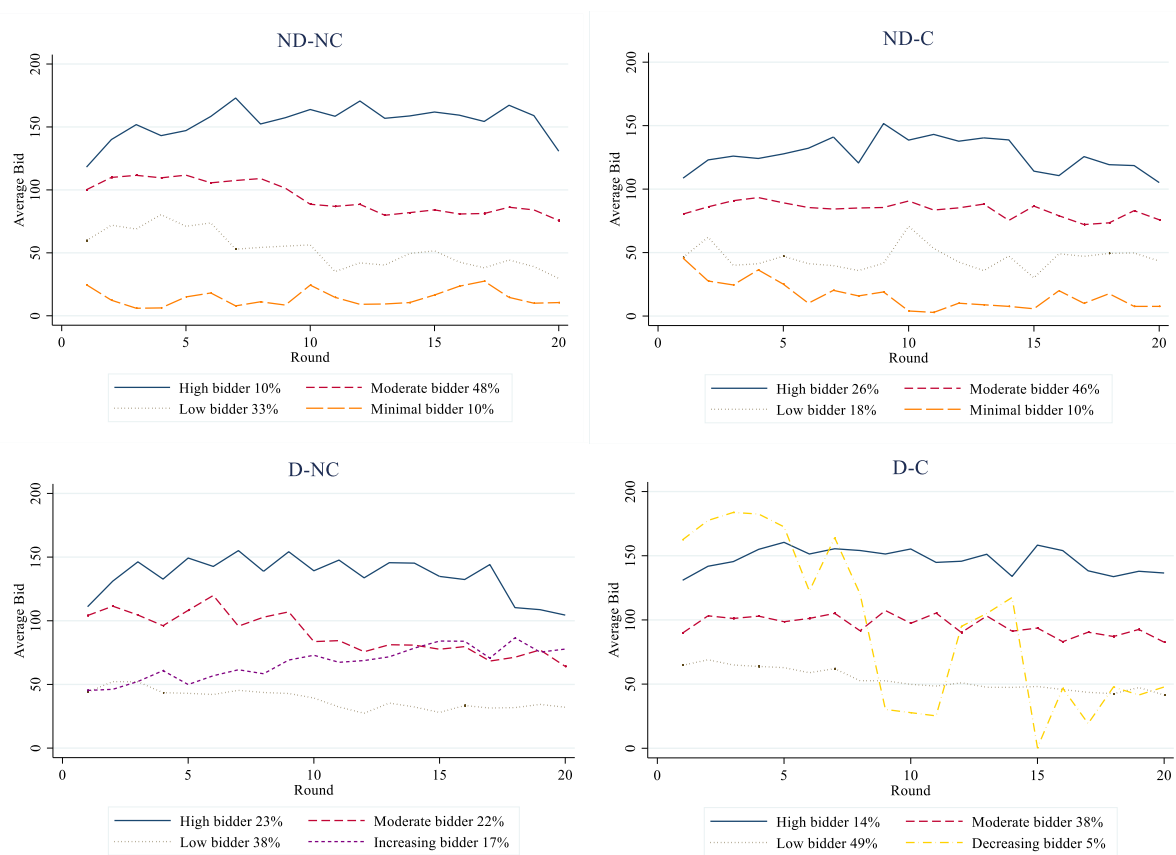 ND-NC
Average Bid
200
150
100
50
0
0 5 10 15 20
Round
High bidder 10% Moderate bidder 48%
Low bidder 33% Minimal bidder 10%
ND-C
Average Bid
200
150
100
50
0
0 5 10 15 20
Round
High bidder 26% Moderate bidder 46%
Low bidder 18% Minimal bidder 10%
D-NC
Average Bid
200
150
100
50
0
0 5 10 15 20
Round
High bidder 23% Moderate bidder 22%
Low bidder 38% Increasing bidder 17%
D-C
Average Bid
200
150
100
50
0
0 5 10 15 20
Round
High bidder 14% Moderate bidder 38%
Low bidder 49% Decreasing bidder 5%